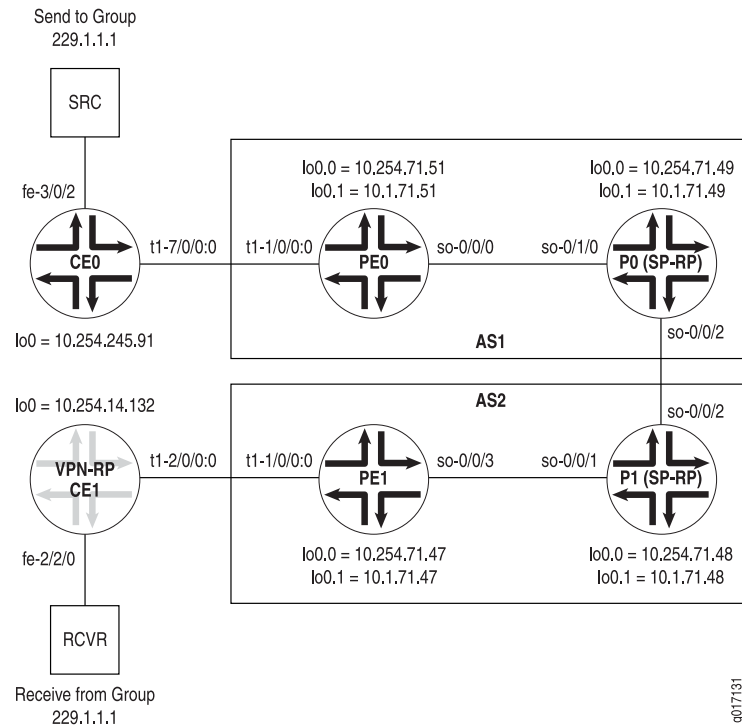 Send to Group
229.1.1.1
SRC
lo0.0 = 10.254.71.51
lo0.1 = 10.1.71.51
lo0.0 = 10.254.71.49
lo0.1 = 10.1.71.49
fe-3/0/2
t1-7/0/0:0
t1-1/0/0:0
so-0/0/0
so-0/1/0
CE0
PE0
P0 (SP-RP)
lo0 = 10.254.245.91
AS1
so-0/0/2
lo0 = 10.254.14.132
AS2
so-0/0/2
t1-2/0/0:0
t1-1/0/0:0
so-0/0/3
so-0/0/1
VPN-RP
CE1
PE1
P1 (SP-RP)
fe-2/2/0
lo0.0 = 10.254.71.47
lo0.1 = 10.1.71.47
lo0.0 = 10.254.71.48
lo0.1 = 10.1.71.48
RCVR
Receive from Group
229.1.1.1
g017131